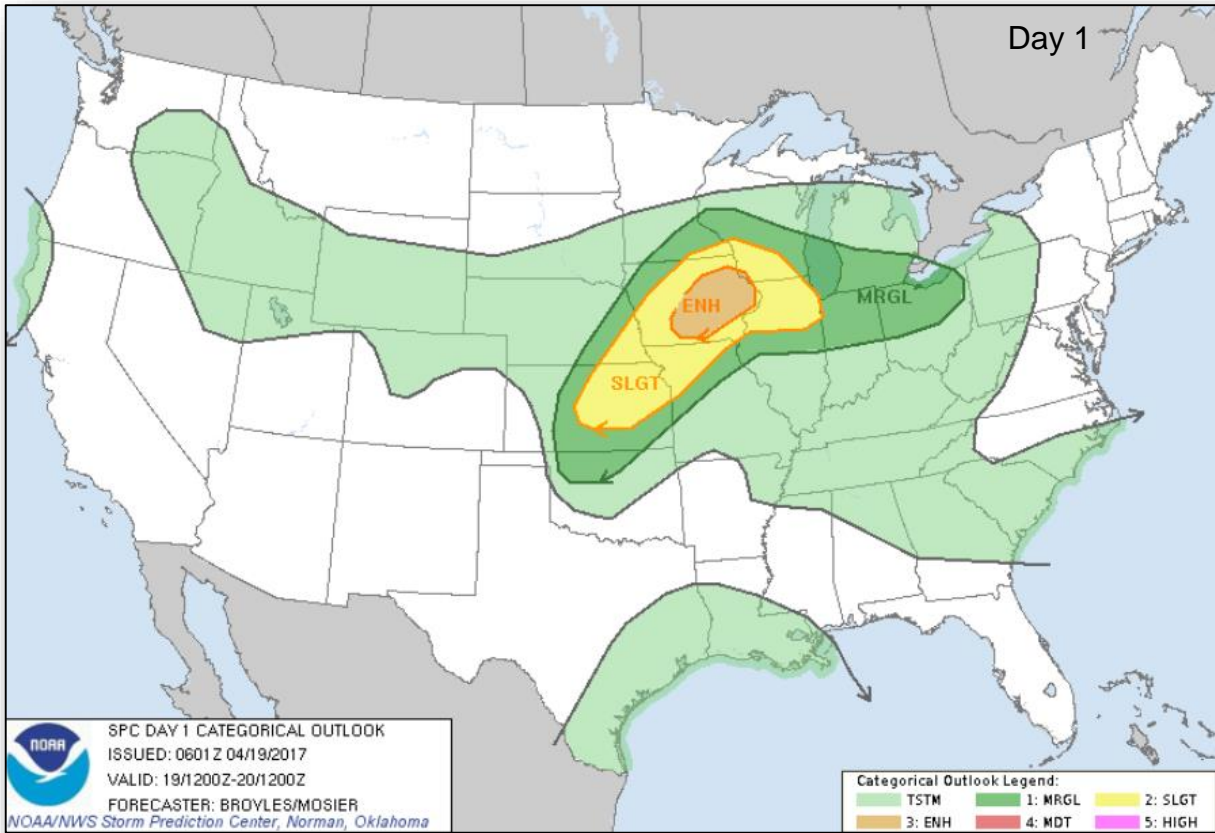 Day 1
MRGL
ENH
SLGT
NOAA
SPC DAY 1 CATEGORICAL OUTLOOK
ISSUED: 0601Z 04/19/2017
VALID: 19/1200Z-20/1200Z
FORECASTER: BROYLES/MOSIER
NOAA/NWS Storm Prediction Center, Norman, Oklahoma
Categorical Outlook Legend:
TSTM 1: MRGL 2: SLGT
3: ENH 4: MDT 5: HIGH